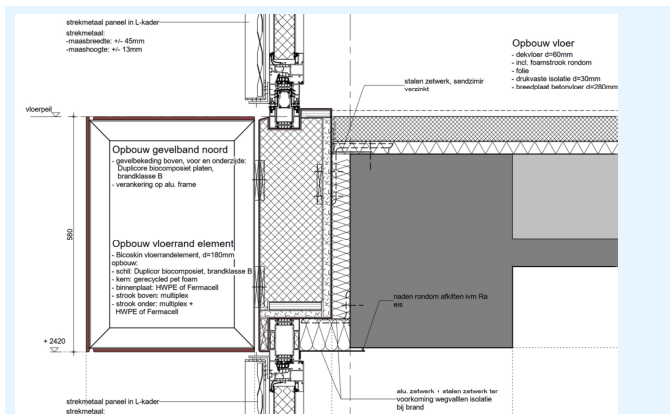 strekmetaal paneel in L-kader
strekmetaal:
-maasbreedte: +/- 45mm
-maashoogte: +/- 13mm
Opbouw vloer
- dekvloer d=60mm
- incl. foamstrook rondom
- folie
- drukvaste isolatie d=30mm
- breedplaat betonvloer d=280mm
stalen zetwerk, sendzimir
verzinkt
vloerpeil
Opbouw gevelband noord
- gevelbekeding boven, voor en onderzijde:
Duplicore biocomposiet platen,
brandklasse B
- verankering op alu. frame
580
Opbouw vloerrand element
- Bicoskin vloerrandelement, d=180mm
opbouw:
- schil: Duplicor biocomposiet, brandklasse B
- kern: gerecycled pet foam
- binnenplaat: HWPE of Fermacell
- strook boven: multiplex
- strook onder: multiplex +
HWPE of Fermacell
naden rondom afkitten ivm Ra
eis
+ 2420
alu. zetwerk + stalen zetwerk ter
voorkoming wegvallen isolatie
bij brand
strekmetaal paneel in L-kader
strekmetaal: